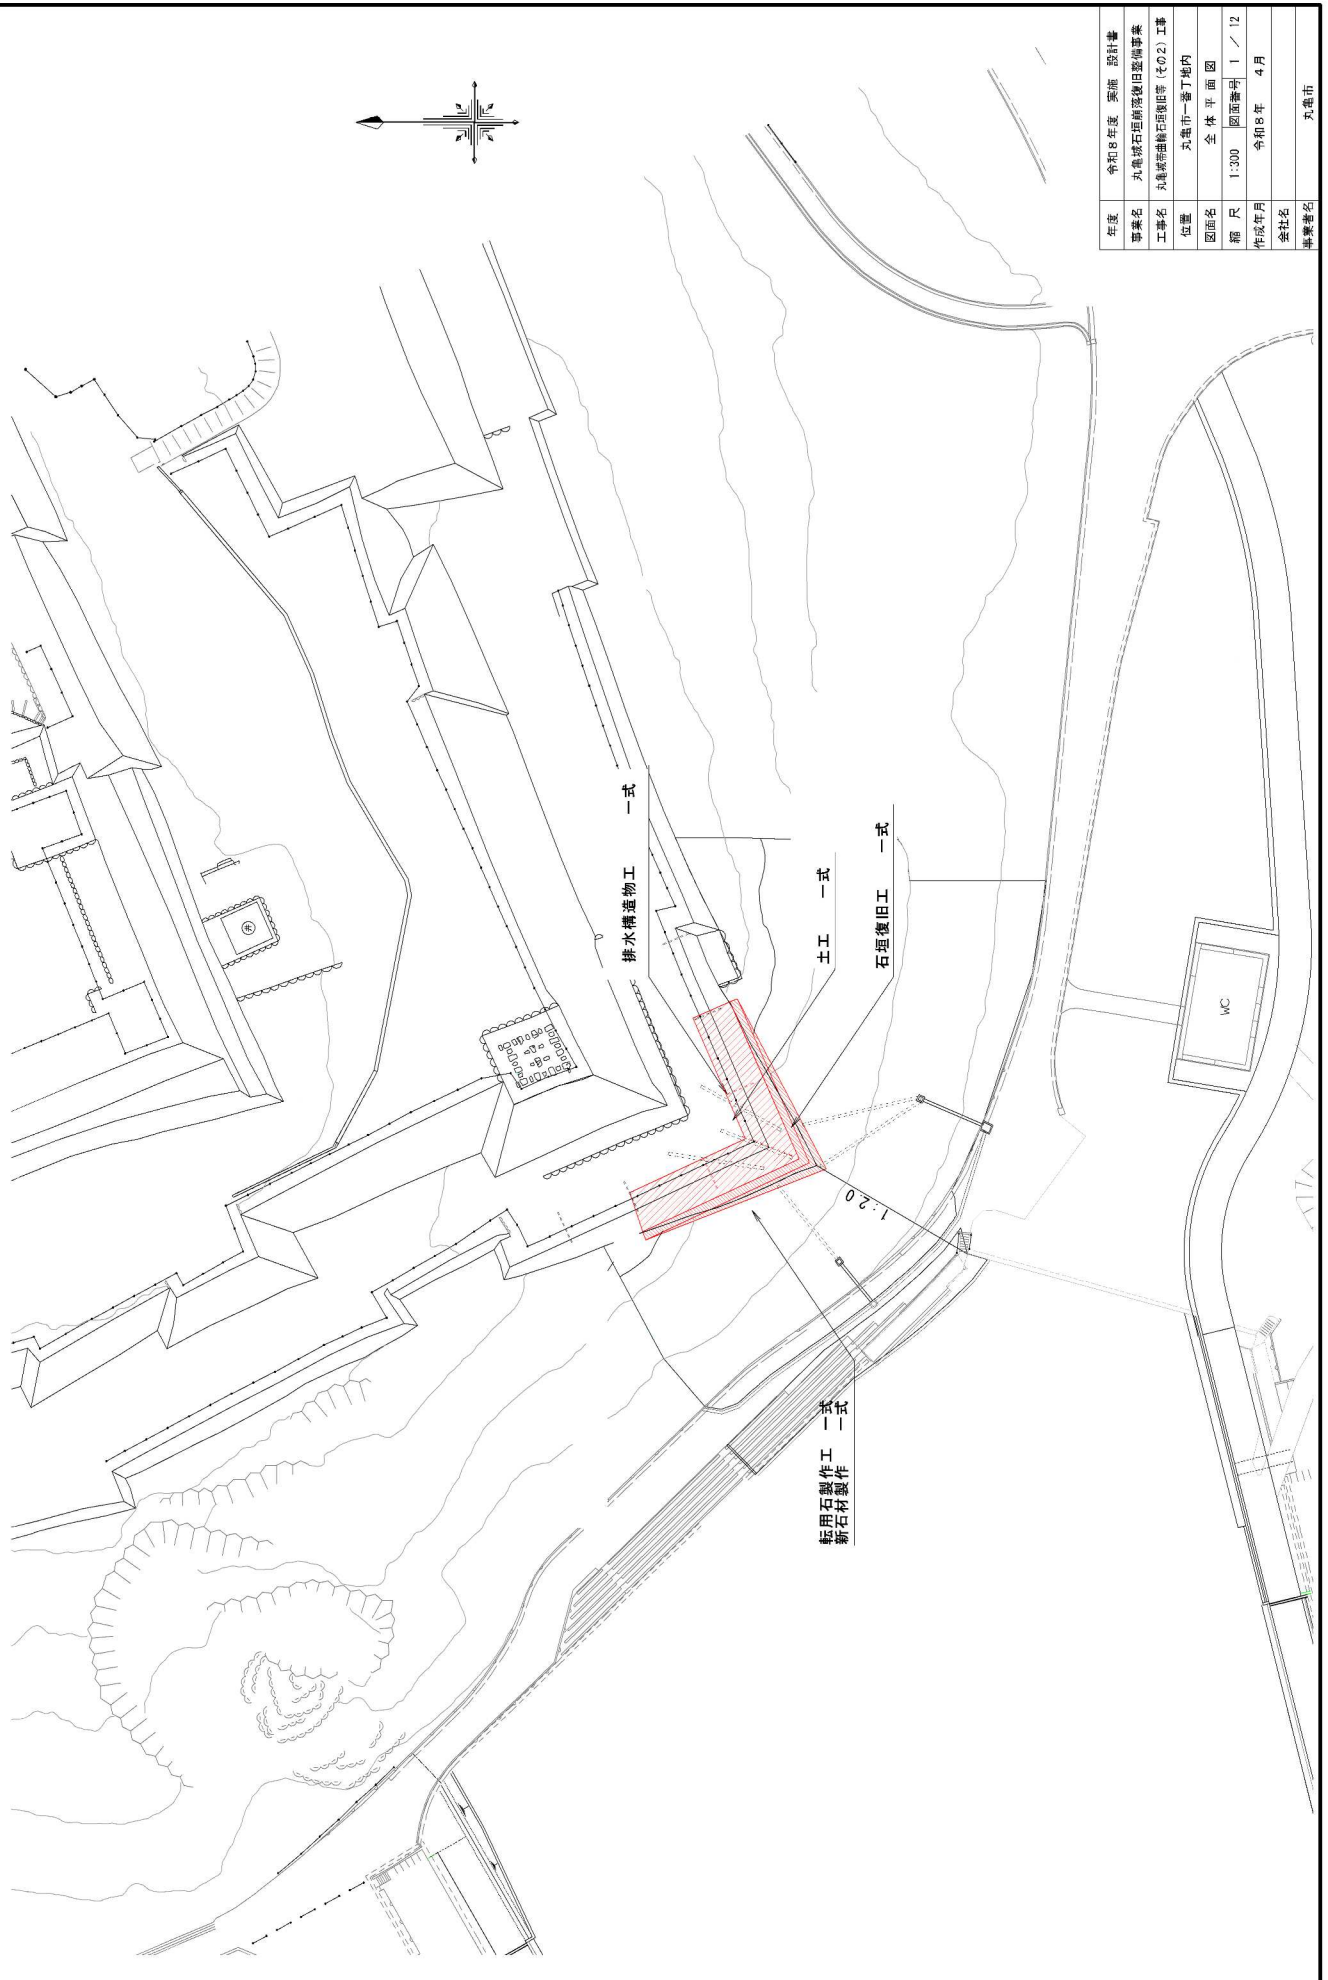 年度 令和8年度 実施 設計書
事業名 丸亀城石垣崩落復旧整備事業
工事名 丸亀城帯曲輪石垣復旧等(その2)工事
位置 丸亀市一番丁地内
図面名 全体平面図
縮尺 1:300 図面番号 1 / 12
作成年月 令和8年 4月
会社名
事業者名 丸亀市
排水構造物工 一式
土工 一式
石垣復旧工 一式
転用石製作工 一式
新石材製作 一式
1:2.0
井
WC